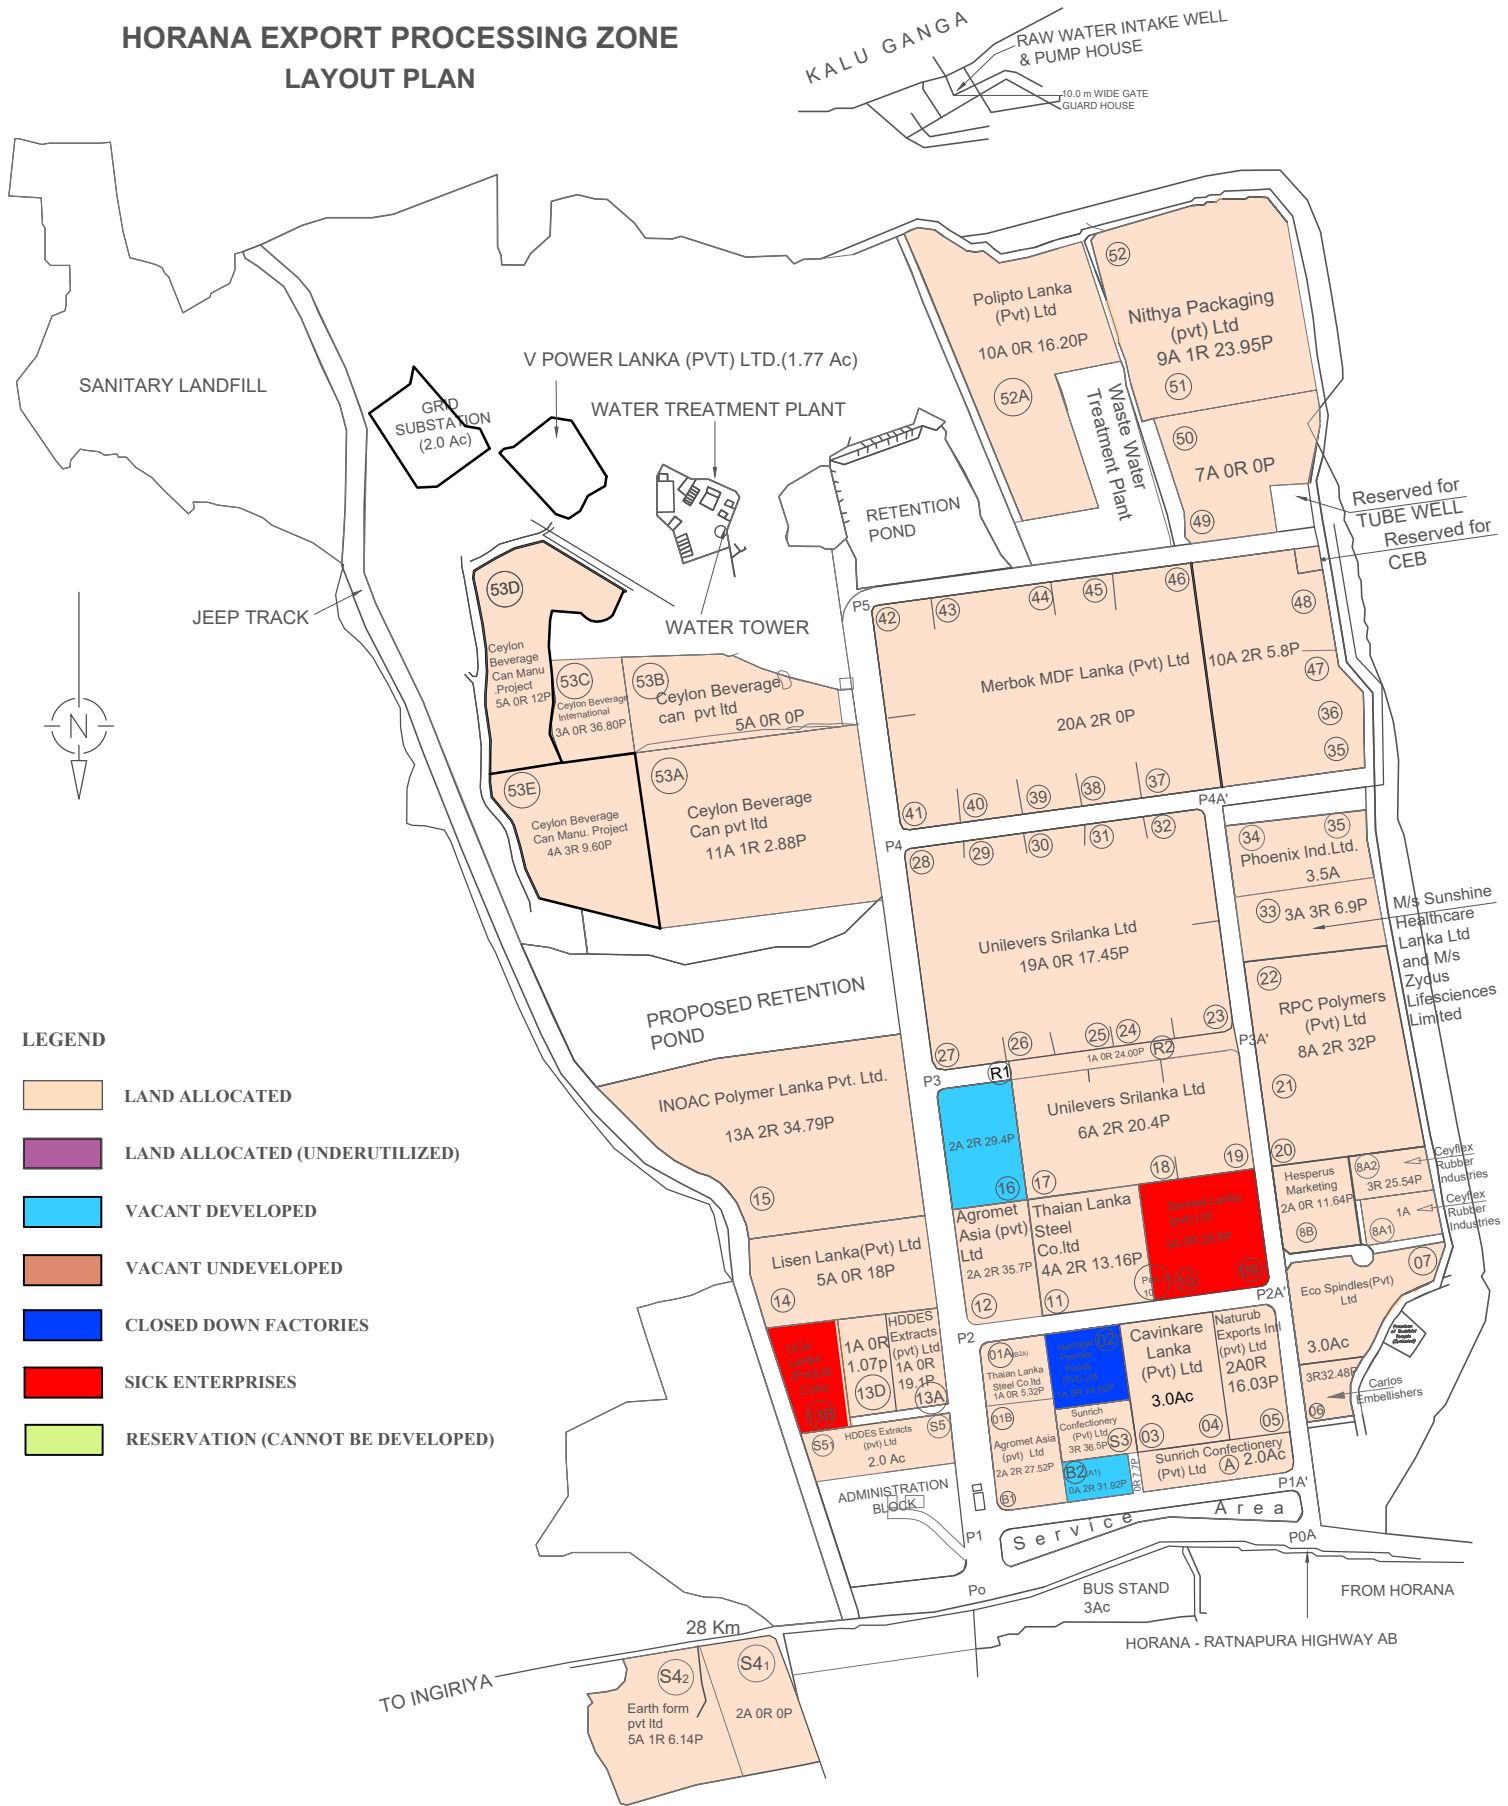 HORANA EXPORT PROCESSING ZONE
LAYOUT PLAN
KALU GANGA
RAW WATER INTAKE WELL
& PUMP HOUSE
10.0 m WIDE GATE
GUARD HOUSE
SANITARY LANDFILL
GRID
SUBSTATION
(2.0 Ac)
V POWER LANKA (PVT) LTD.(1.77 Ac)
WATER TREATMENT PLANT
RETENTION
POND
Polipto Lanka
(Pvt) Ltd
10A 0R 16.20P
52A
Waste Water
Treatment Plant
52
Nithya Packaging
(pvt) Ltd
9A 1R 23.95P
51
50
7A 0R 0P
49
Reserved for
TUBE WELL
Reserved for
CEB
JEEP TRACK
WATER TOWER
N
53D
Ceylon
Beverage
Can Manu
.Project
5A 0R 12P
53C
Ceylon Beverage
International
3A 0R 36.80P
53B
Ceylon Beverage
can pvt ltd
5A 0R 0P
53E
Ceylon Beverage
Can Manu. Project
4A 3R 9.60P
53A
Ceylon Beverage
Can pvt ltd
11A 1R 2.88P
P5
42
43
44
45
46
Merbok MDF Lanka (Pvt) Ltd
20A 2R 0P
41
40
39
38
37
48
10A 2R 5.8P
47
36
35
P4
P4A'
28
29
30
31
32
Unilevers Srilanka Ltd
19A 0R 17.45P
27
26
25
24
23
34
35
Phoenix Ind.Ltd.
3.5A
33
3A 3R 6.9P
M/s Sunshine
Healthcare
Lanka Ltd
and M/s
Zydus
Lifesciences
Limited
22
RPC Polymers
(Pvt) Ltd
8A 2R 32P
21
20
PROPOSED RETENTION
POND
P3
P3A'
R1
1A 0R 24.00P
R2
INOAC Polymer Lanka Pvt. Ltd.
13A 2R 34.79P
15
2A 2R 29.4P
16
Unilevers Srilanka Ltd
6A 2R 20.4P
17
18
19
Hesperus
Marketing
2A 0R 11.64P
8B
8A2
3R 25.54P
Ceyflex
Rubber
Industries
1A
8A1
Ceyflex
Rubber
Industries
Agromet
Asia (pvt)
Ltd
2A 2R 35.7P
12
Thaian Lanka
Steel
Co.ltd
4A 2R 13.16P
11
10
09
Lisen Lanka(Pvt) Ltd
5A 0R 18P
14
07
Eco Spindles(Pvt)
Ltd
3.0Ac
3R32.48P
06
Carlos
Embellishers
P2
P2A'
13B
1A 0R
1.07p
13D
HDDES
Extracts
(pvt) Ltd
1A 0R
19.1P
13A
01A(B2A)
Thaian Lanka
Steel Co.ltd
1A 0R 5.32P
02
Cavinkare
Lanka
(Pvt) Ltd
3.0Ac
03
Naturub
Exports Intl
(pvt) Ltd
2A0R
16.03P
04
05
01B
Agromet Asia
(pvt) Ltd
2A 2R 27.52P
B1
Sunrich
Confectionery
(Pvt) Ltd
3R 36.5P
S3
B2(A1)
0A 2R 31.92P
0R 7.7P
Sunrich Confectionery
(Pvt) Ltd
A
2.0Ac
S51
HDDES Extracts
(pvt) Ltd
2.0 Ac
S5
ADMINISTRATION
BLOCK
P1
P1A'
Service Area
P0A
Po
BUS STAND
3Ac
FROM HORANA
HORANA - RATNAPURA HIGHWAY AB
28 Km
TO INGIRIYA
S42
Earth form
pvt ltd
5A 1R 6.14P
S41
2A 0R 0P
LEGEND
LAND ALLOCATED
LAND ALLOCATED (UNDERUTILIZED)
VACANT DEVELOPED
VACANT UNDEVELOPED
CLOSED DOWN FACTORIES
SICK ENTERPRISES
RESERVATION (CANNOT BE DEVELOPED)